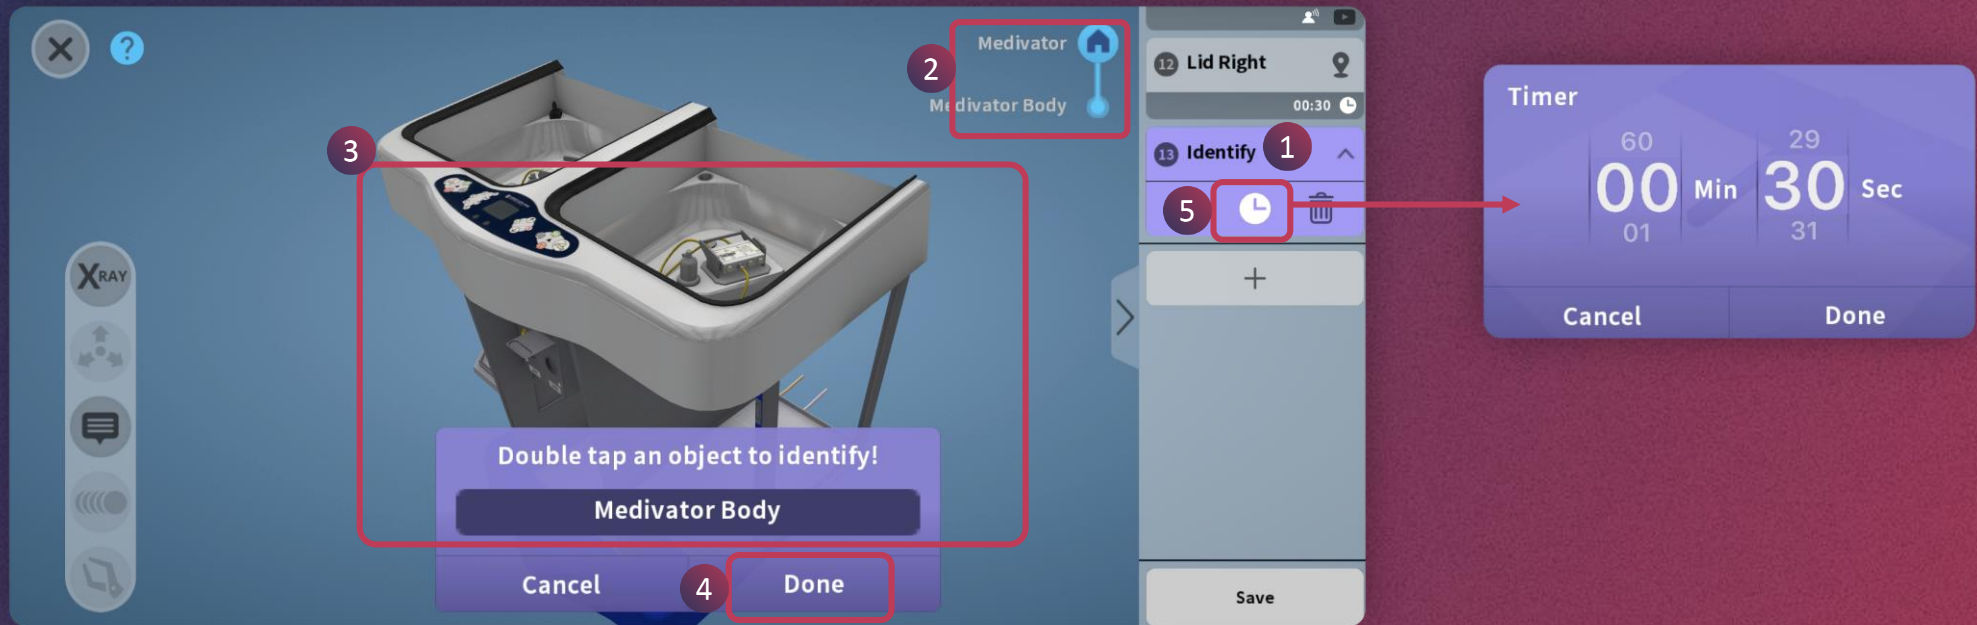 ?
XRAY
3
2
Medivator
Medivator Body
12 Lid Right
00:30
13 Identify
1
5
+
Save
Double tap an object to identify!
Medivator Body
Cancel
4
Done
Timer
60 29
00 Min 30 Sec
01 31
Cancel Done